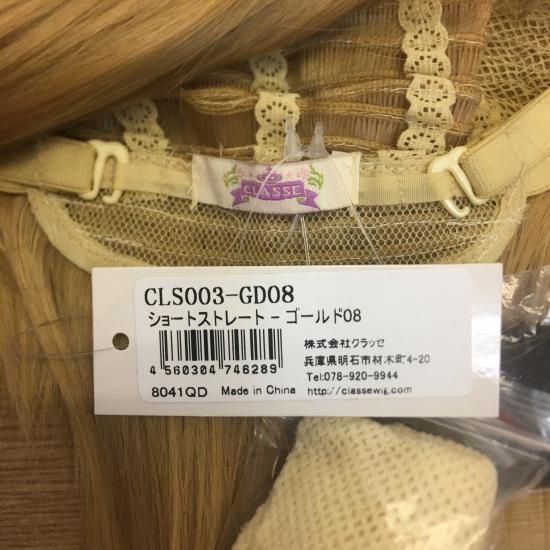 CLASSE
CLS003-GD08
ショートストレート - ゴールド08
4 560304 746289
株式会社クラッセ
兵庫県明石市材木町4-20
Tel:078-920-9944
8041QD Made in China http://classewig.com/